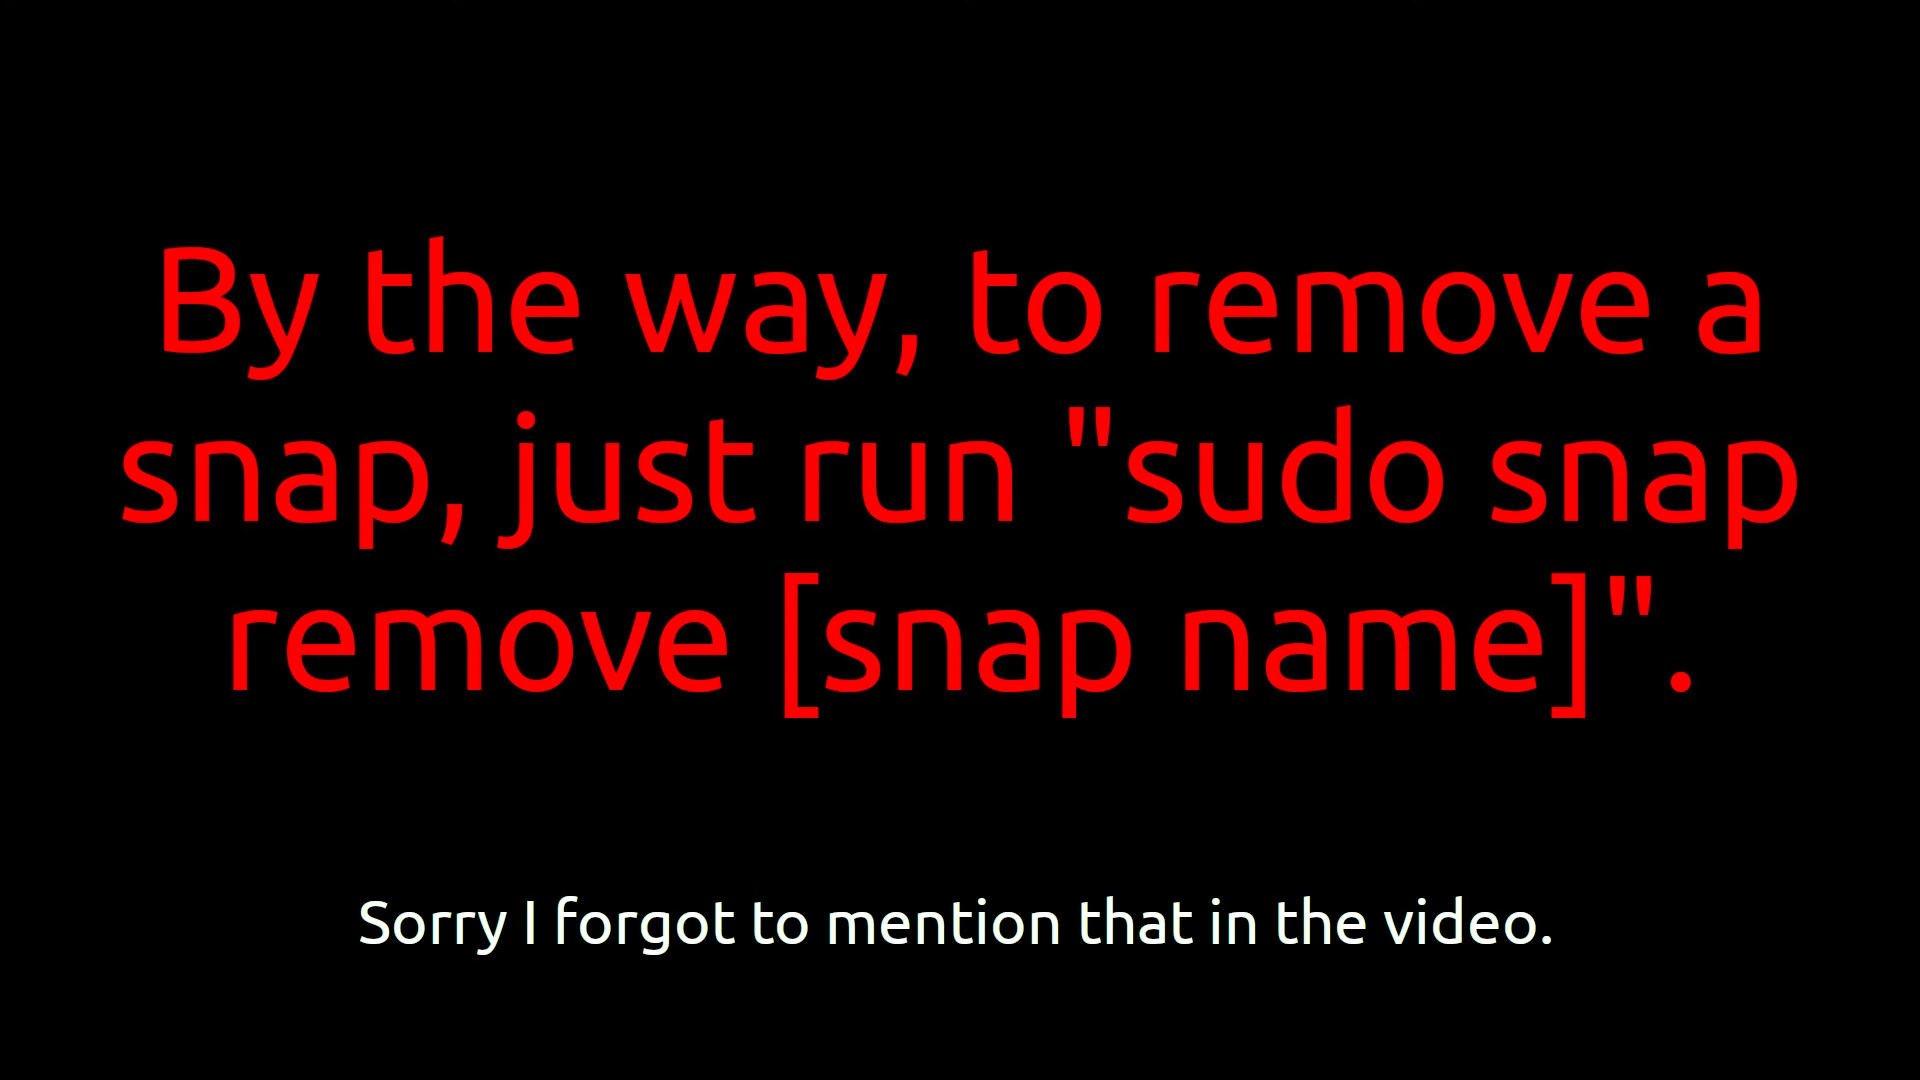 By the way, to remove a
snap, just run "sudo snap
remove [snap name]".
Sorry I forgot to mention that in the video.